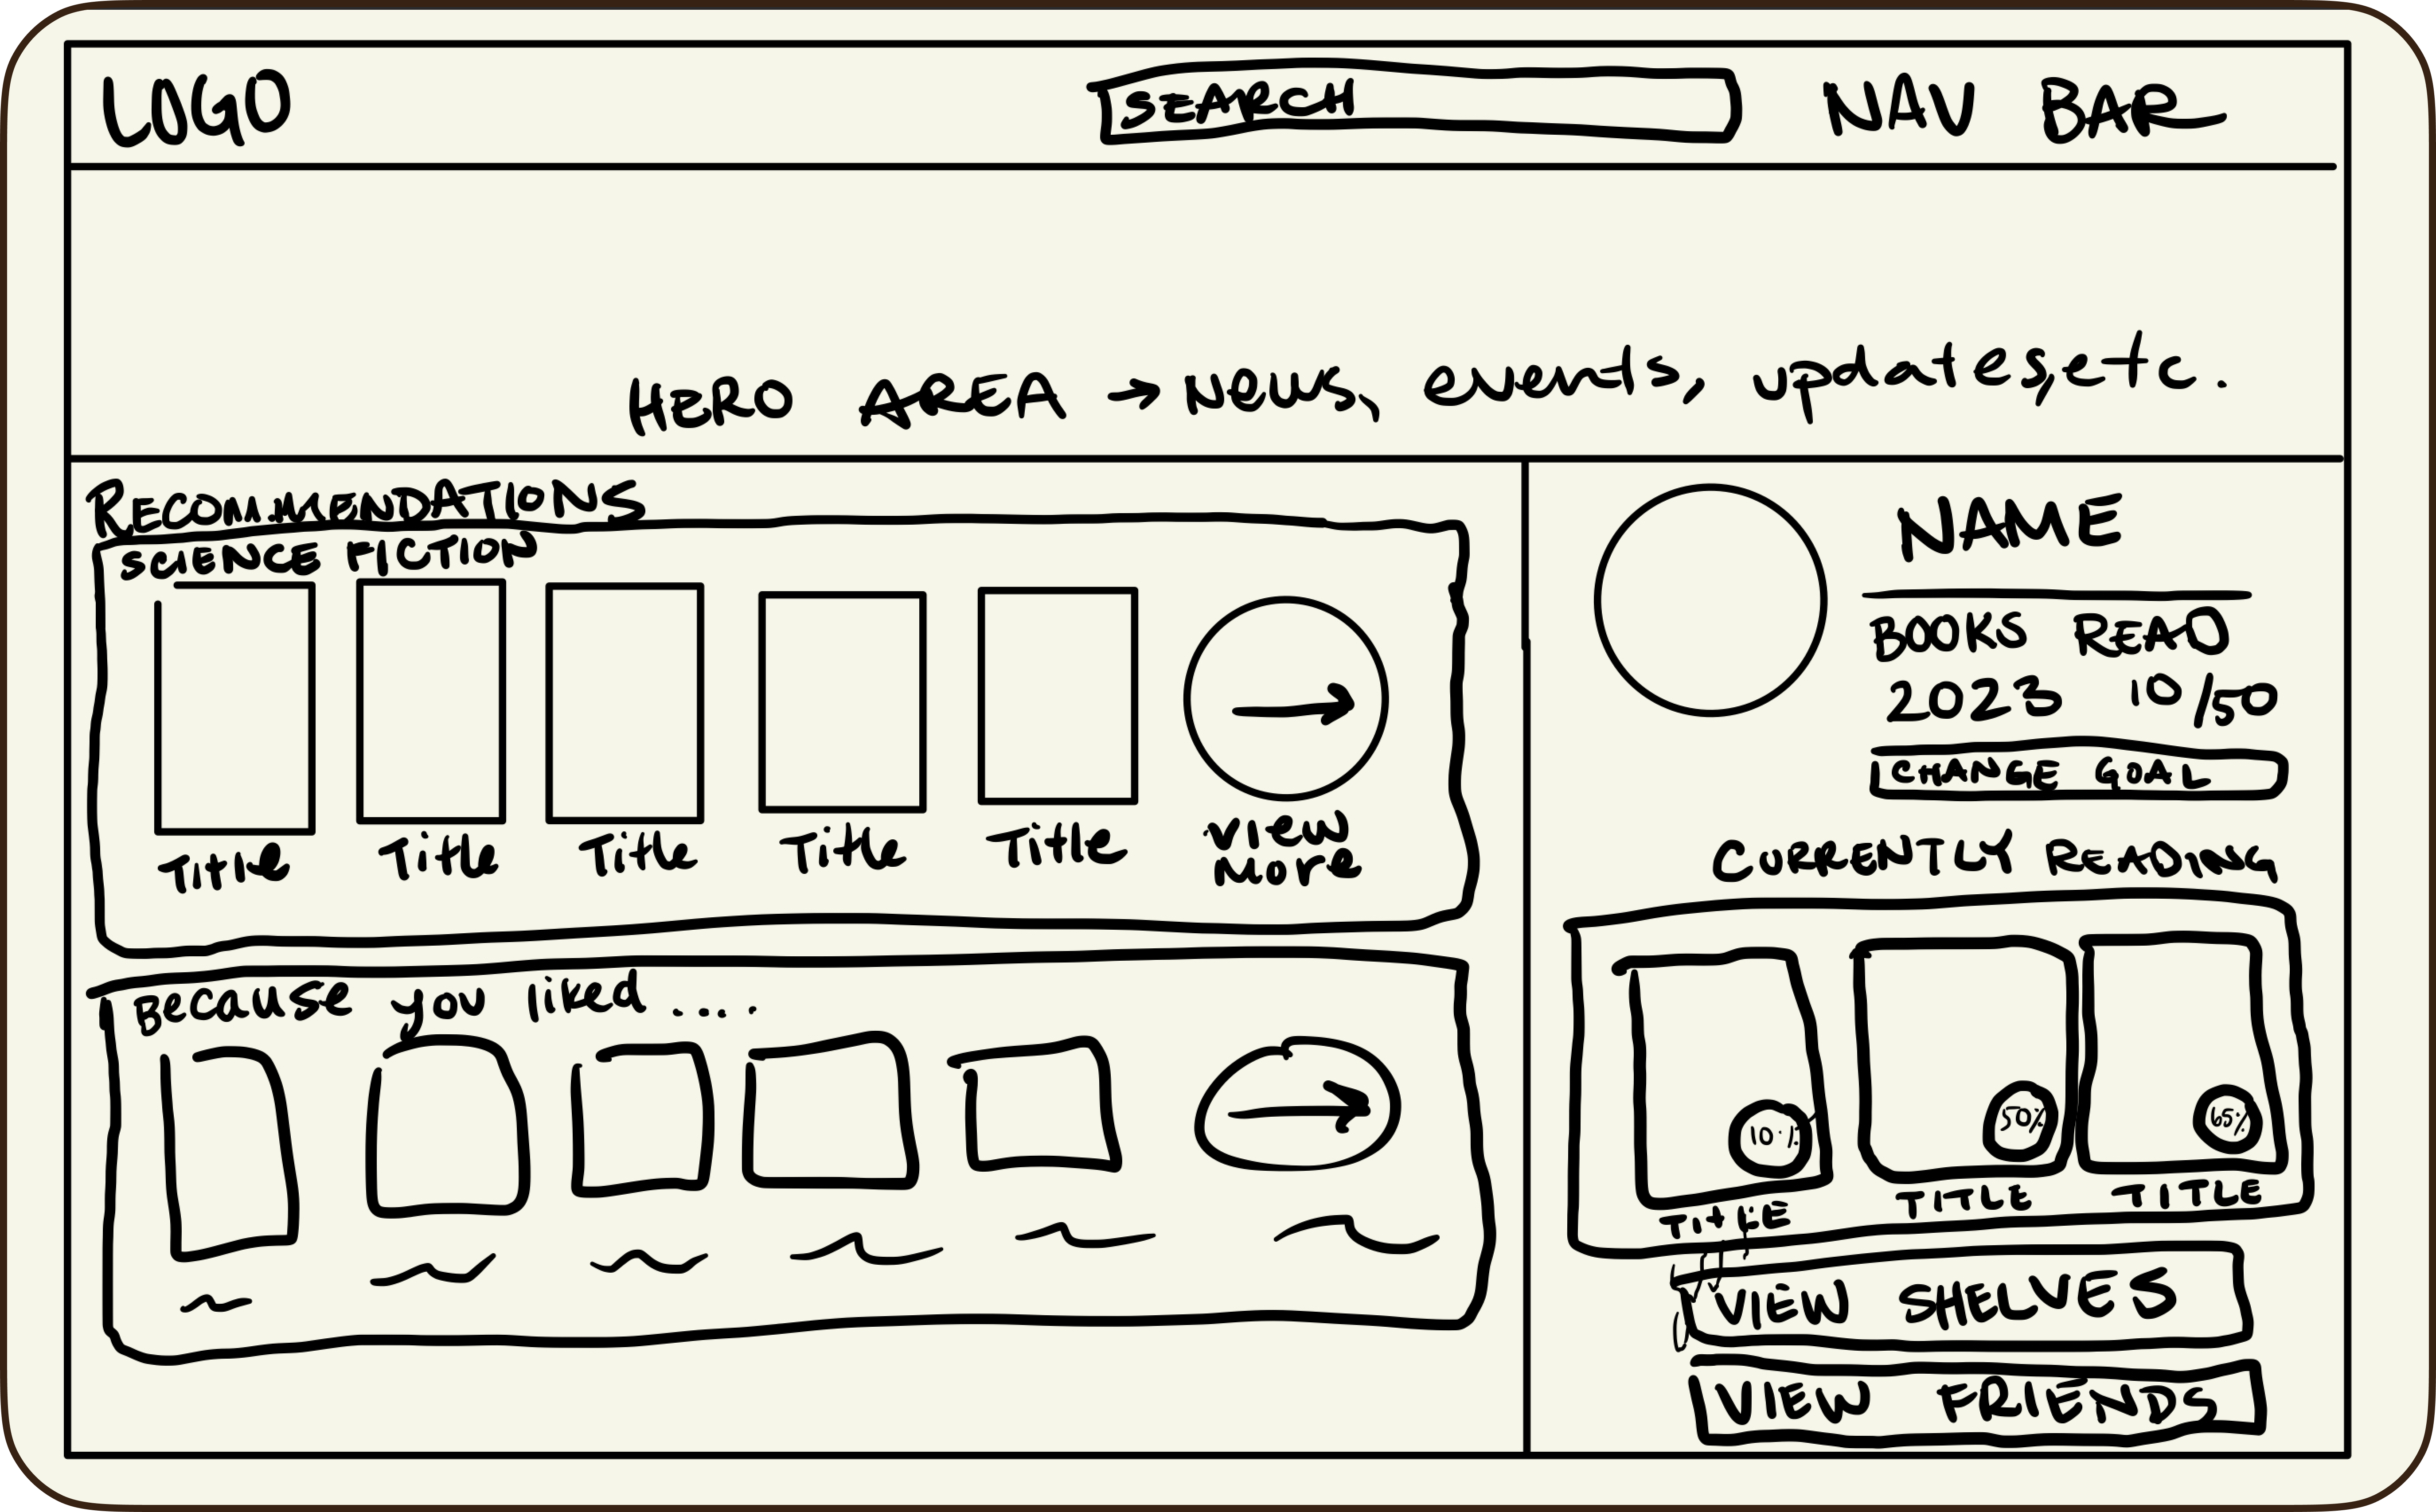 LOGO
SEARCH
NAV BAR
HERO AREA → News, events, updates, etc.
RECOMMENDATIONS
SCIENCE FICTION
Title
Title
Title
Title
Title
View
More
Because you liked ....
NAME
BOOKS READ
2023 10/50
CHANGE GOAL
CURRENTLY READING
10%
50%
65%
TITLE
TITLE
TITLE
VIEW SHELVES
VIEW FRIENDS